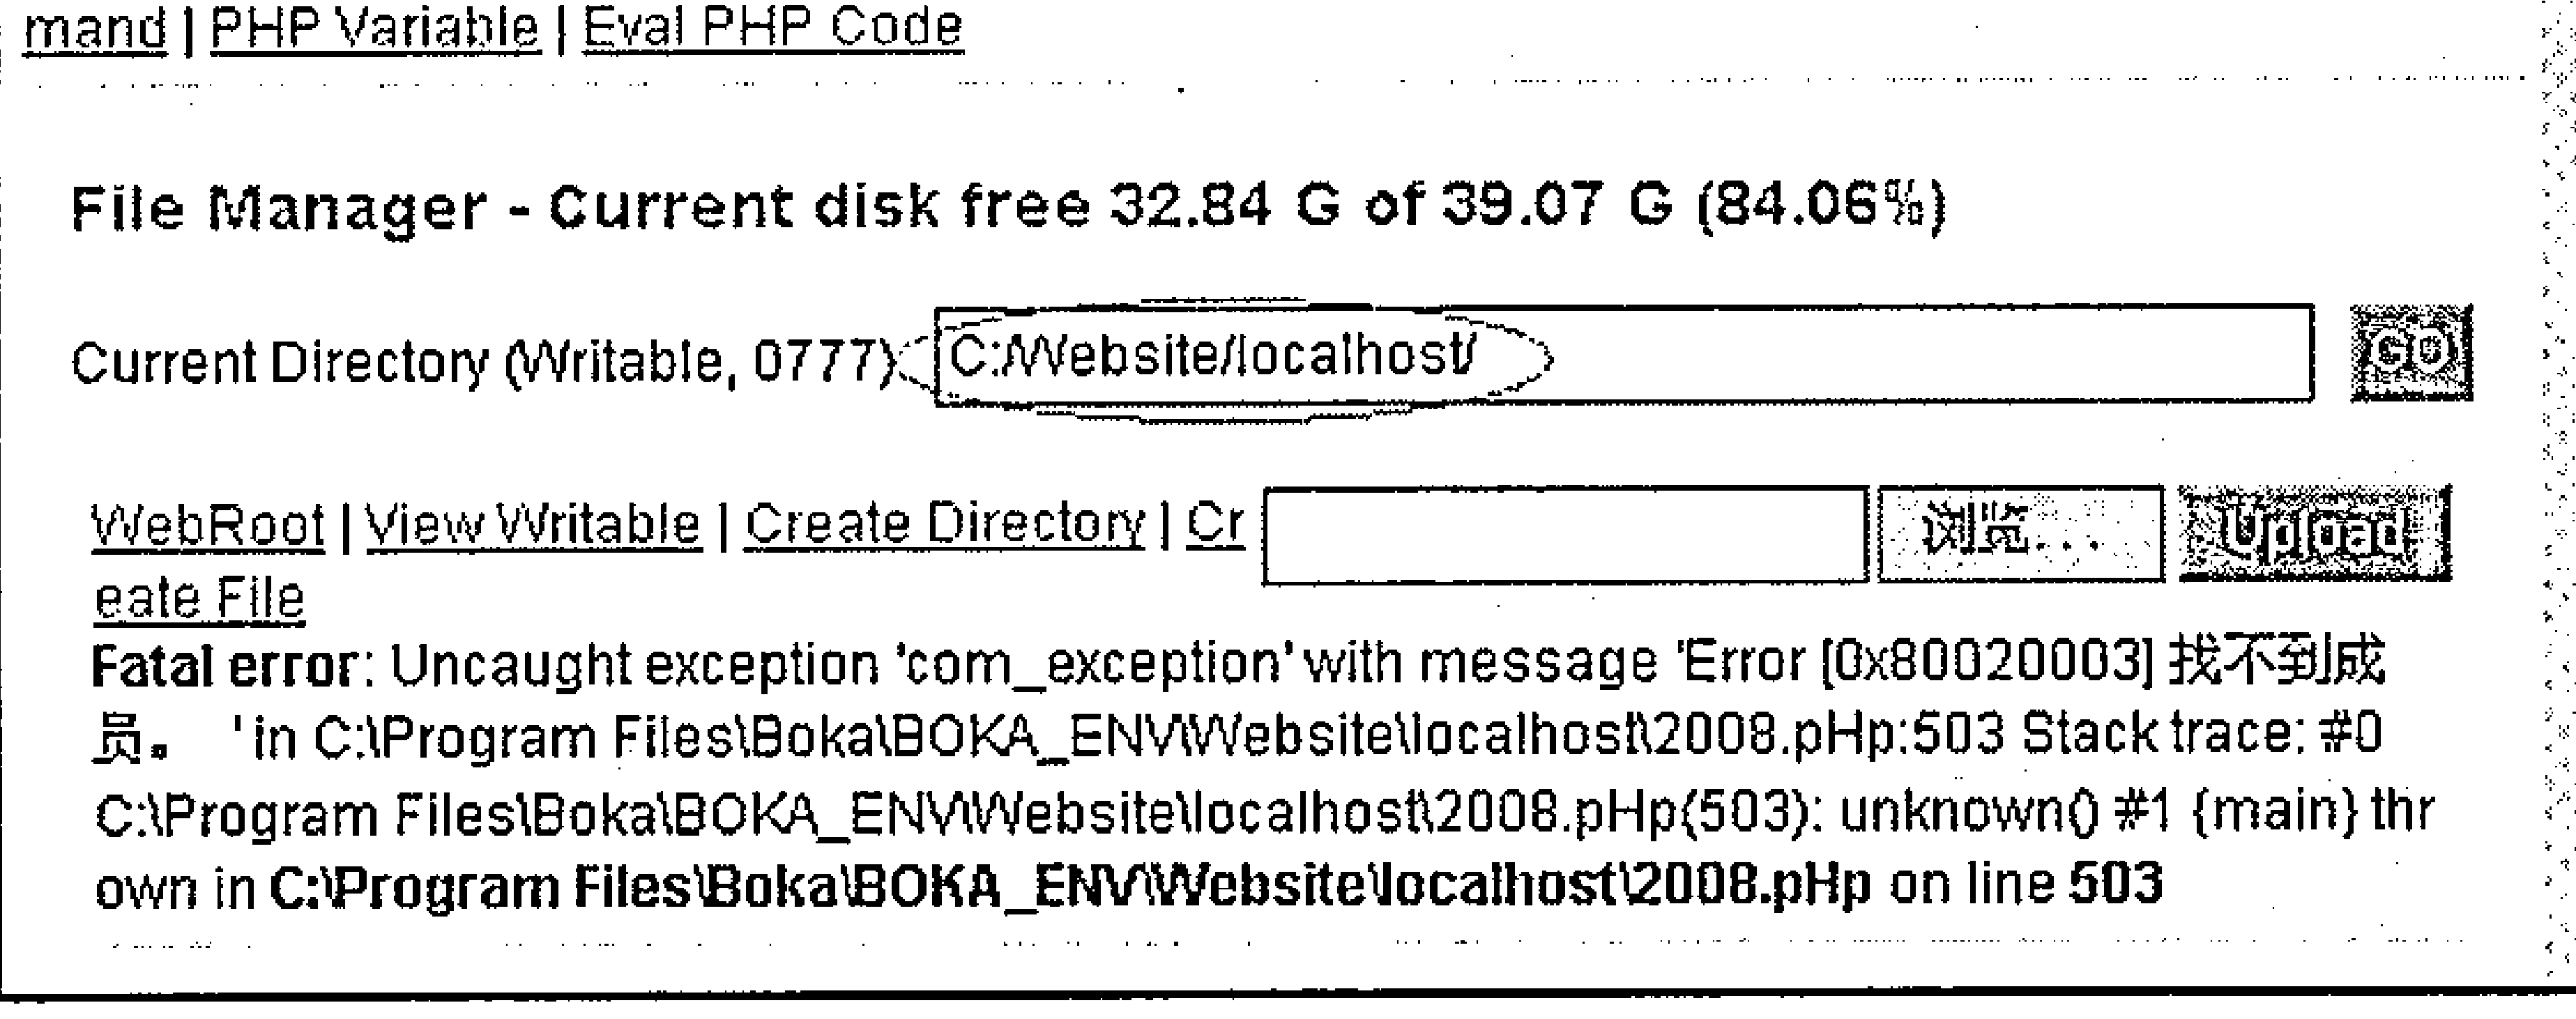 mand | PHP Variable | Eval PHP Code
File Manager - Current disk free 32.84 G of 39.07 G (84.06%)
Current Directory (Writable, 0777) C:/Website/localhost/ GO
WebRoot | View Writable | Create Directory | Cr 浏览... Upload
eate File
Fatal error: Uncaught exception 'com_exception' with message 'Error [0x80020003] 找不到成
员。 ' in C:\Program Files\Boka\BOKA_ENV\Website\localhost\2008.pHp:503 Stack trace: #0
C:\Program Files\Boka\BOKA_ENV\Website\localhost\2008.pHp(503): unknown() #1 {main} thr
own in C:\Program Files\Boka\BOKA_ENV\Website\localhost\2008.pHp on line 503